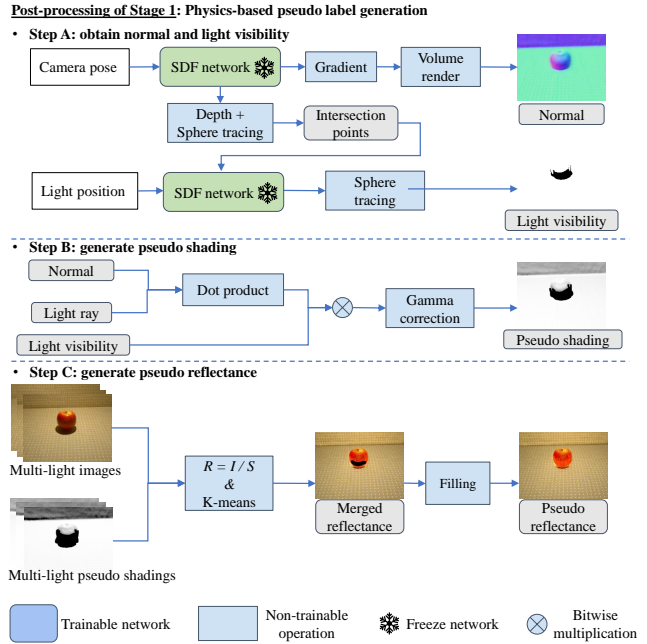 Post-processing of Stage 1: Physics-based pseudo label generation
• Step A: obtain normal and light visibility
Camera pose
SDF network
Gradient
Volume
render
Normal
Depth +
Sphere tracing
Intersection
points
Light position
SDF network
Sphere
tracing
Light visibility
• Step B: generate pseudo shading
Normal
Light ray
Light visibility
Dot product
Gamma
correction
Pseudo shading
• Step C: generate pseudo reflectance
Multi-light images
Multi-light pseudo shadings
R = I / S
&
K-means
Merged
reflectance
Filling
Pseudo
reflectance
Trainable network
Non-trainable
operation
Freeze network
Bitwise
multiplication